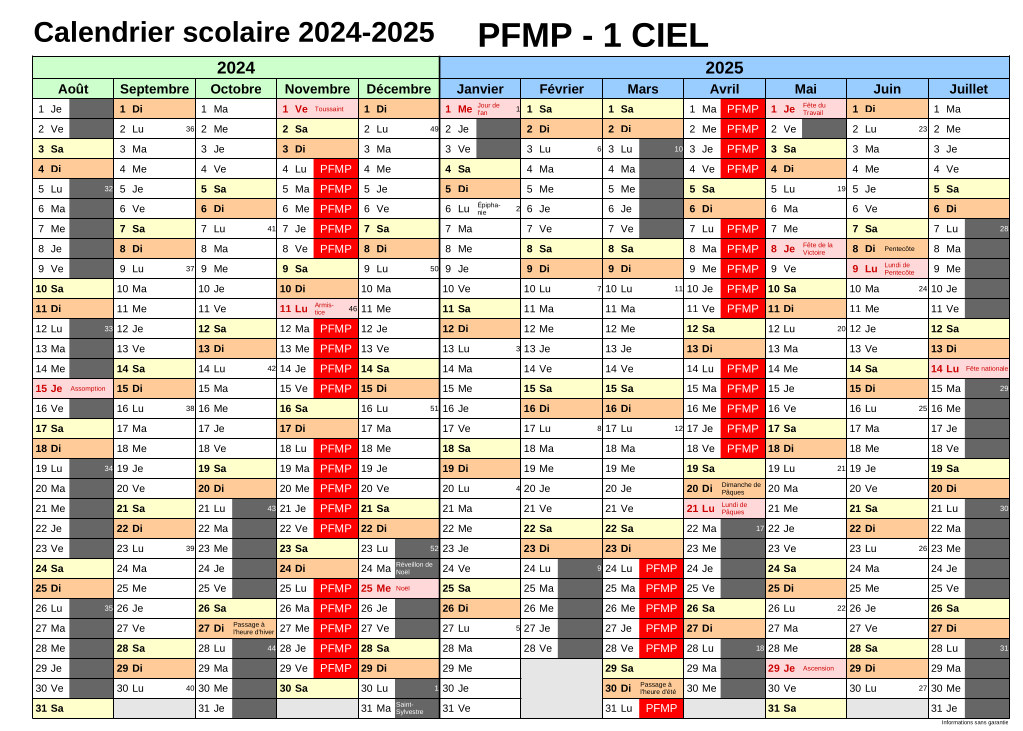 Calendrier scolaire 2024-2025 PFMP - 1 CIEL
2024 2025
Août Septembre Octobre Novembre Décembre Janvier Février Mars Avril Mai Juin Juillet
1 Je 1 Di 1 Ma 1 Ve Toussaint 1 Di 1 Me Jour de l'an 1 1 Sa 1 Sa 1 Ma PFMP 1 Je Fête du Travail 1 Di 1 Ma
2 Ve 2 Lu 36 2 Me 2 Sa 2 Lu 49 2 Je 2 Di 2 Di 2 Me PFMP 2 Ve 2 Lu 23 2 Me
3 Sa 3 Ma 3 Je 3 Di 3 Ma 3 Ve 3 Lu 6 3 Lu 10 3 Je PFMP 3 Sa 3 Ma 3 Je
4 Di 4 Me 4 Ve 4 Lu PFMP 4 Me 4 Sa 4 Ma 4 Ma 4 Ve PFMP 4 Di 4 Me 4 Ve
5 Lu 32 5 Je 5 Sa 5 Ma PFMP 5 Je 5 Di 5 Me 5 Me 5 Sa 5 Lu 19 5 Je 5 Sa
6 Ma 6 Ve 6 Di 6 Me PFMP 6 Ve 6 Lu Épipha-nie 2 6 Je 6 Je 6 Di 6 Ma 6 Ve 6 Di
7 Me 7 Sa 7 Lu 41 7 Je PFMP 7 Sa 7 Ma 7 Ve 7 Ve 7 Lu PFMP 7 Me 7 Sa 7 Lu 28
8 Je 8 Di 8 Ma 8 Ve PFMP 8 Di 8 Me 8 Sa 8 Sa 8 Ma PFMP 8 Je Fête de la Victoire 8 Di Pentecôte 8 Ma
9 Ve 9 Lu 37 9 Me 9 Sa 9 Lu 50 9 Je 9 Di 9 Di 9 Me PFMP 9 Ve 9 Lu Lundi de Pentecôte 9 Me
10 Sa 10 Ma 10 Je 10 Di 10 Ma 10 Ve 10 Lu 7 10 Lu 11 10 Je PFMP 10 Sa 10 Ma 24 10 Je
11 Di 11 Me 11 Ve 11 Lu Armis-tice 46 11 Me 11 Sa 11 Ma 11 Ma 11 Ve PFMP 11 Di 11 Me 11 Ve
12 Lu 33 12 Je 12 Sa 12 Ma PFMP 12 Je 12 Di 12 Me 12 Me 12 Sa 12 Lu 20 12 Je 12 Sa
13 Ma 13 Ve 13 Di 13 Me PFMP 13 Ve 13 Lu 3 13 Je 13 Je 13 Di 13 Ma 13 Ve 13 Di
14 Me 14 Sa 14 Lu 42 14 Je PFMP 14 Sa 14 Ma 14 Ve 14 Ve 14 Lu PFMP 14 Me 14 Sa 14 Lu Fête nationale
15 Je Assomption 15 Di 15 Ma 15 Ve PFMP 15 Di 15 Me 15 Sa 15 Sa 15 Ma PFMP 15 Je 15 Di 15 Ma 29
16 Ve 16 Lu 38 16 Me 16 Sa 16 Lu 51 16 Je 16 Di 16 Di 16 Me PFMP 16 Ve 16 Lu 25 16 Me
17 Sa 17 Ma 17 Je 17 Di 17 Ma 17 Ve 17 Lu 8 17 Lu 12 17 Je PFMP 17 Sa 17 Ma 17 Je
18 Di 18 Me 18 Ve 18 Lu PFMP 18 Me 18 Sa 18 Ma 18 Ma 18 Ve PFMP 18 Di 18 Me 18 Ve
19 Lu 34 19 Je 19 Sa 19 Ma PFMP 19 Je 19 Di 19 Me 19 Me 19 Sa 19 Lu 21 19 Je 19 Sa
20 Ma 20 Ve 20 Di 20 Me PFMP 20 Ve 20 Lu 4 20 Je 20 Je 20 Di Dimanche de Pâques 20 Ma 20 Ve 20 Di
21 Me 21 Sa 21 Lu 43 21 Je PFMP 21 Sa 21 Ma 21 Ve 21 Ve 21 Lu Lundi de Pâques 21 Me 21 Sa 21 Lu 30
22 Je 22 Di 22 Ma 22 Ve PFMP 22 Di 22 Me 22 Sa 22 Sa 22 Ma 17 22 Je 22 Di 22 Ma
23 Ve 23 Lu 39 23 Me 23 Sa 23 Lu 52 23 Je 23 Di 23 Di 23 Me 23 Ve 23 Lu 26 23 Me
24 Sa 24 Ma 24 Je 24 Di 24 Ma Réveillon de Noël 24 Ve 24 Lu 9 24 Lu PFMP 24 Je 24 Sa 24 Ma 24 Je
25 Di 25 Me 25 Ve 25 Lu PFMP 25 Me Noël 25 Sa 25 Ma 25 Ma PFMP 25 Ve 25 Di 25 Me 25 Ve
26 Lu 35 26 Je 26 Sa 26 Ma PFMP 26 Je 26 Di 26 Me 26 Me PFMP 26 Sa 26 Lu 22 26 Je 26 Sa
27 Ma 27 Ve 27 Di Passage à l'heure d'hiver 27 Me PFMP 27 Ve 27 Lu 5 27 Je 27 Je PFMP 27 Di 27 Ma 27 Ve 27 Di
28 Me 28 Sa 28 Lu 44 28 Je PFMP 28 Sa 28 Ma 28 Ve 28 Ve PFMP 28 Lu 18 28 Me 28 Sa 28 Lu 31
29 Je 29 Di 29 Ma 29 Ve PFMP 29 Di 29 Me 29 Sa 29 Ma 29 Je Ascension 29 Di 29 Ma
30 Ve 30 Lu 40 30 Me 30 Sa 30 Lu 1 30 Je 30 Di Passage à l'heure d'été 30 Me 30 Ve 30 Lu 27 30 Me
31 Sa 31 Je 31 Ma Saint-Sylvestre 31 Ve 31 Lu PFMP 31 Sa 31 Je
Informations sans garantie